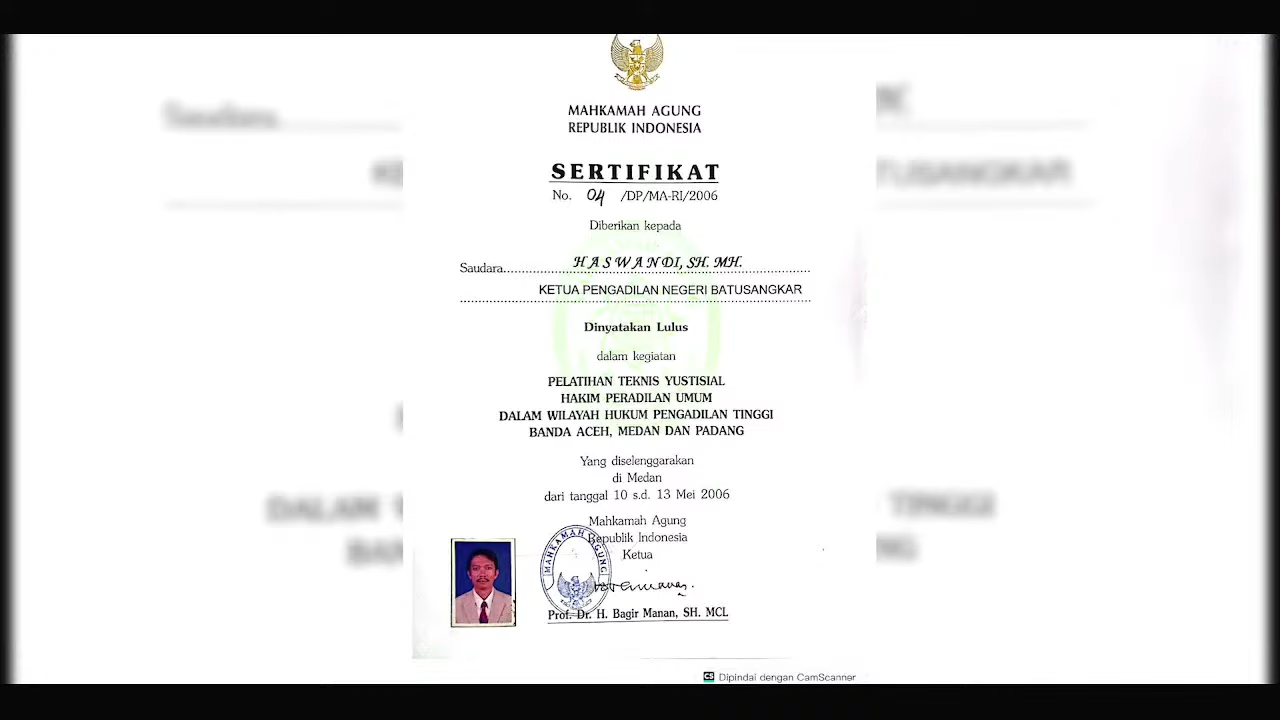 MAHKAMAH AGUNG
REPUBLIK INDONESIA
SERTIFIKAT
No. 04 /DP/MA-RI/2006
Diberikan kepada
Saudara HASWANDI, SH. MH.
KETUA PENGADILAN NEGERI BATUSANGKAR
Dinyatakan Lulus
dalam kegiatan
PELATIHAN TEKNIS YUSTISIAL
HAKIM PERADILAN UMUM
DALAM WILAYAH HUKUM PENGADILAN TINGGI
BANDA ACEH, MEDAN DAN PADANG
Yang diselenggarakan
di Medan
dari tanggal 10 s.d. 13 Mei 2006
Mahkamah Agung
Republik Indonesia
Ketua
MAHKAMAH AGUNG
Prof. Dr. H. Bagir Manan, SH. MCL
CS Dipindai dengan CamScanner